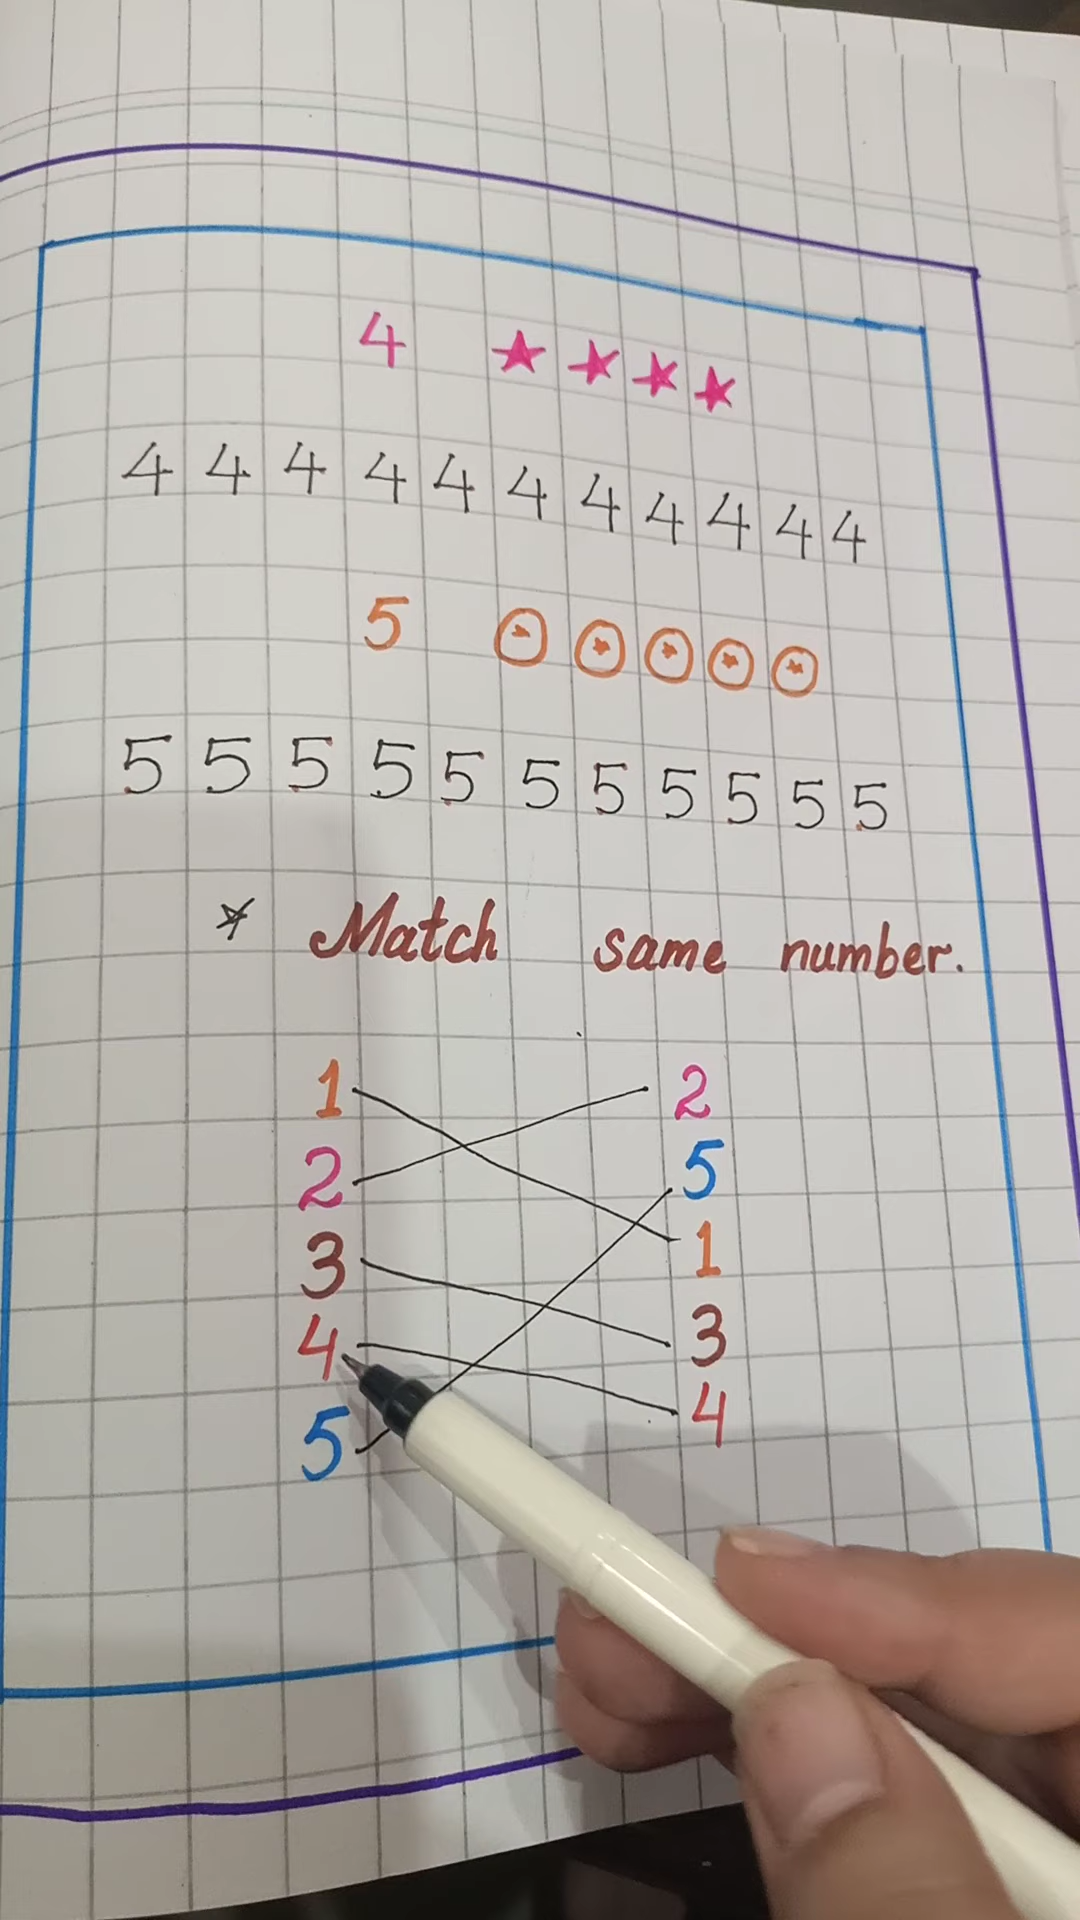 4 ★ ★ ★ ★
4 4 4 4 4 4 4 4 4 4 4
5
5 5 5 5 5 5 5 5 5 5 5
* Match same number.
1 2
2 5
3 1
4 3
5 4